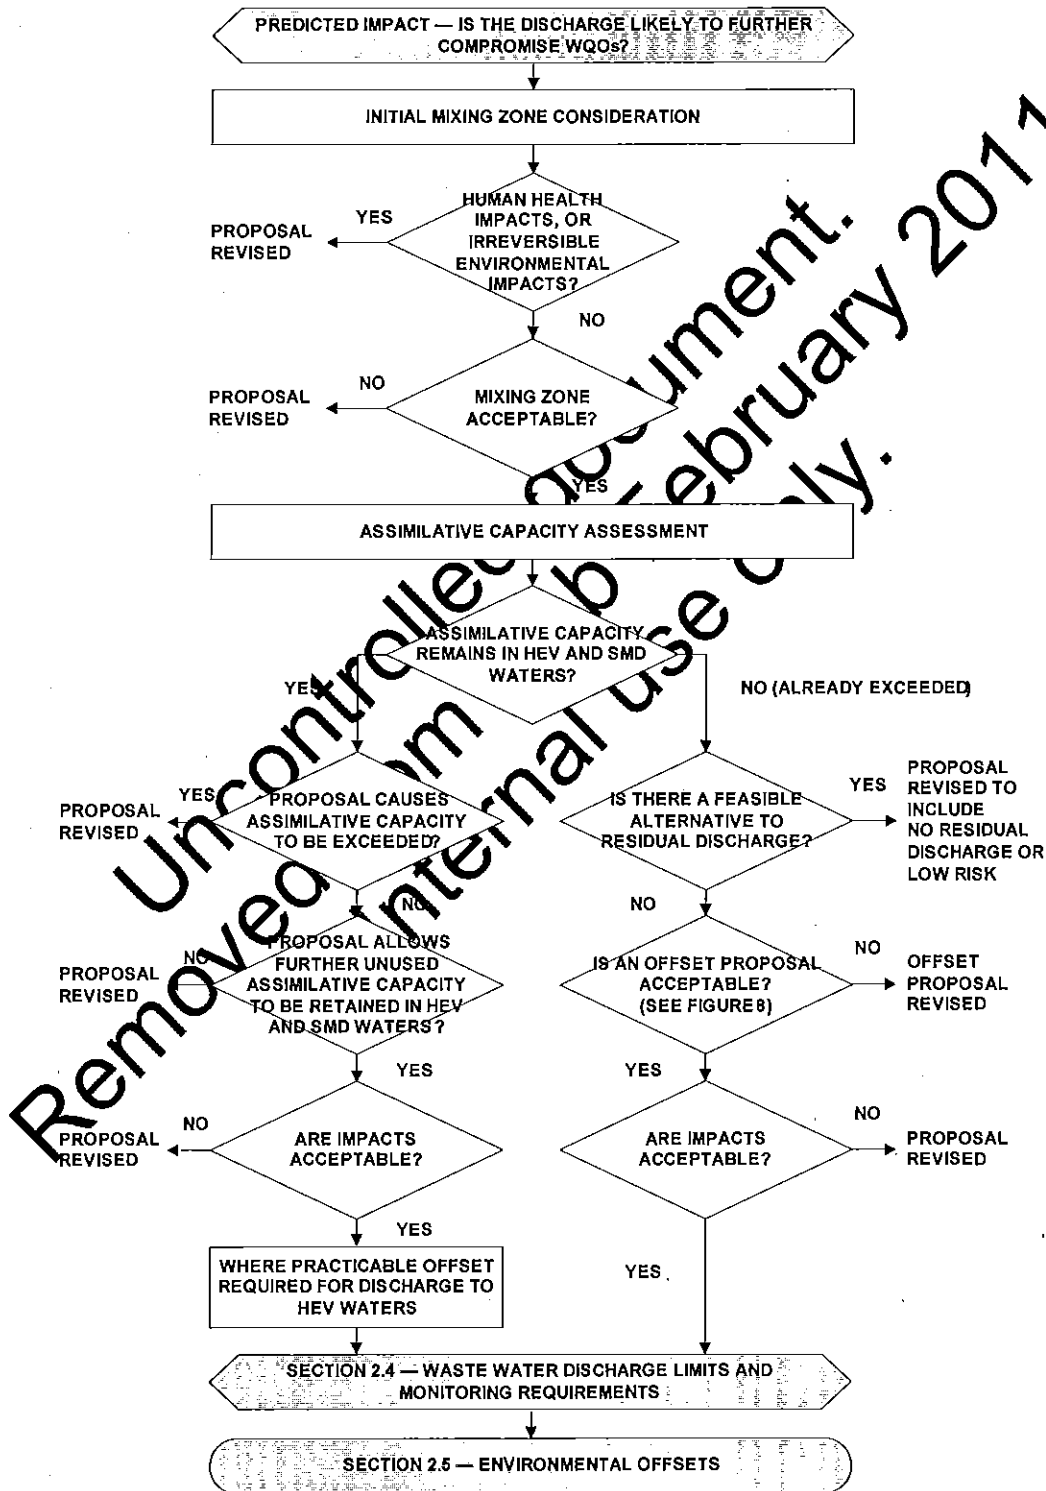 PREDICTED IMPACT — IS THE DISCHARGE LIKELY TO FURTHER
COMPROMISE WQOs?
INITIAL MIXING ZONE CONSIDERATION
HUMAN HEALTH
IMPACTS, OR
IRREVERSIBLE
ENVIRONMENTAL
IMPACTS?
YES
PROPOSAL
REVISED
NO
MIXING ZONE
ACCEPTABLE?
NO
PROPOSAL
REVISED
YES
ASSIMILATIVE CAPACITY ASSESSMENT
ASSIMILATIVE CAPACITY
REMAINS IN HEV AND SMD
WATERS?
YES
NO (ALREADY EXCEEDED)
PROPOSAL CAUSES
ASSIMILATIVE CAPACITY
TO BE EXCEEDED?
YES
PROPOSAL
REVISED
IS THERE A FEASIBLE
ALTERNATIVE TO
RESIDUAL DISCHARGE?
YES
PROPOSAL
REVISED TO
INCLUDE
NO RESIDUAL
DISCHARGE OR
LOW RISK
NO
NO
PROPOSAL ALLOWS
FURTHER UNUSED
ASSIMILATIVE CAPACITY
TO BE RETAINED IN HEV
AND SMD WATERS?
NO
PROPOSAL
REVISED
IS AN OFFSET PROPOSAL
ACCEPTABLE?
(SEE FIGURE 8)
NO
OFFSET
PROPOSAL
REVISED
YES
YES
ARE IMPACTS
ACCEPTABLE?
NO
PROPOSAL
REVISED
ARE IMPACTS
ACCEPTABLE?
NO
PROPOSAL
REVISED
YES
WHERE PRACTICABLE OFFSET
REQUIRED FOR DISCHARGE TO
HEV WATERS
YES
SECTION 2.4 — WASTE WATER DISCHARGE LIMITS AND
MONITORING REQUIREMENTS
SECTION 2.5 — ENVIRONMENTAL OFFSETS
Uncontrolled document.
Removed from February 2011
Internal use only.